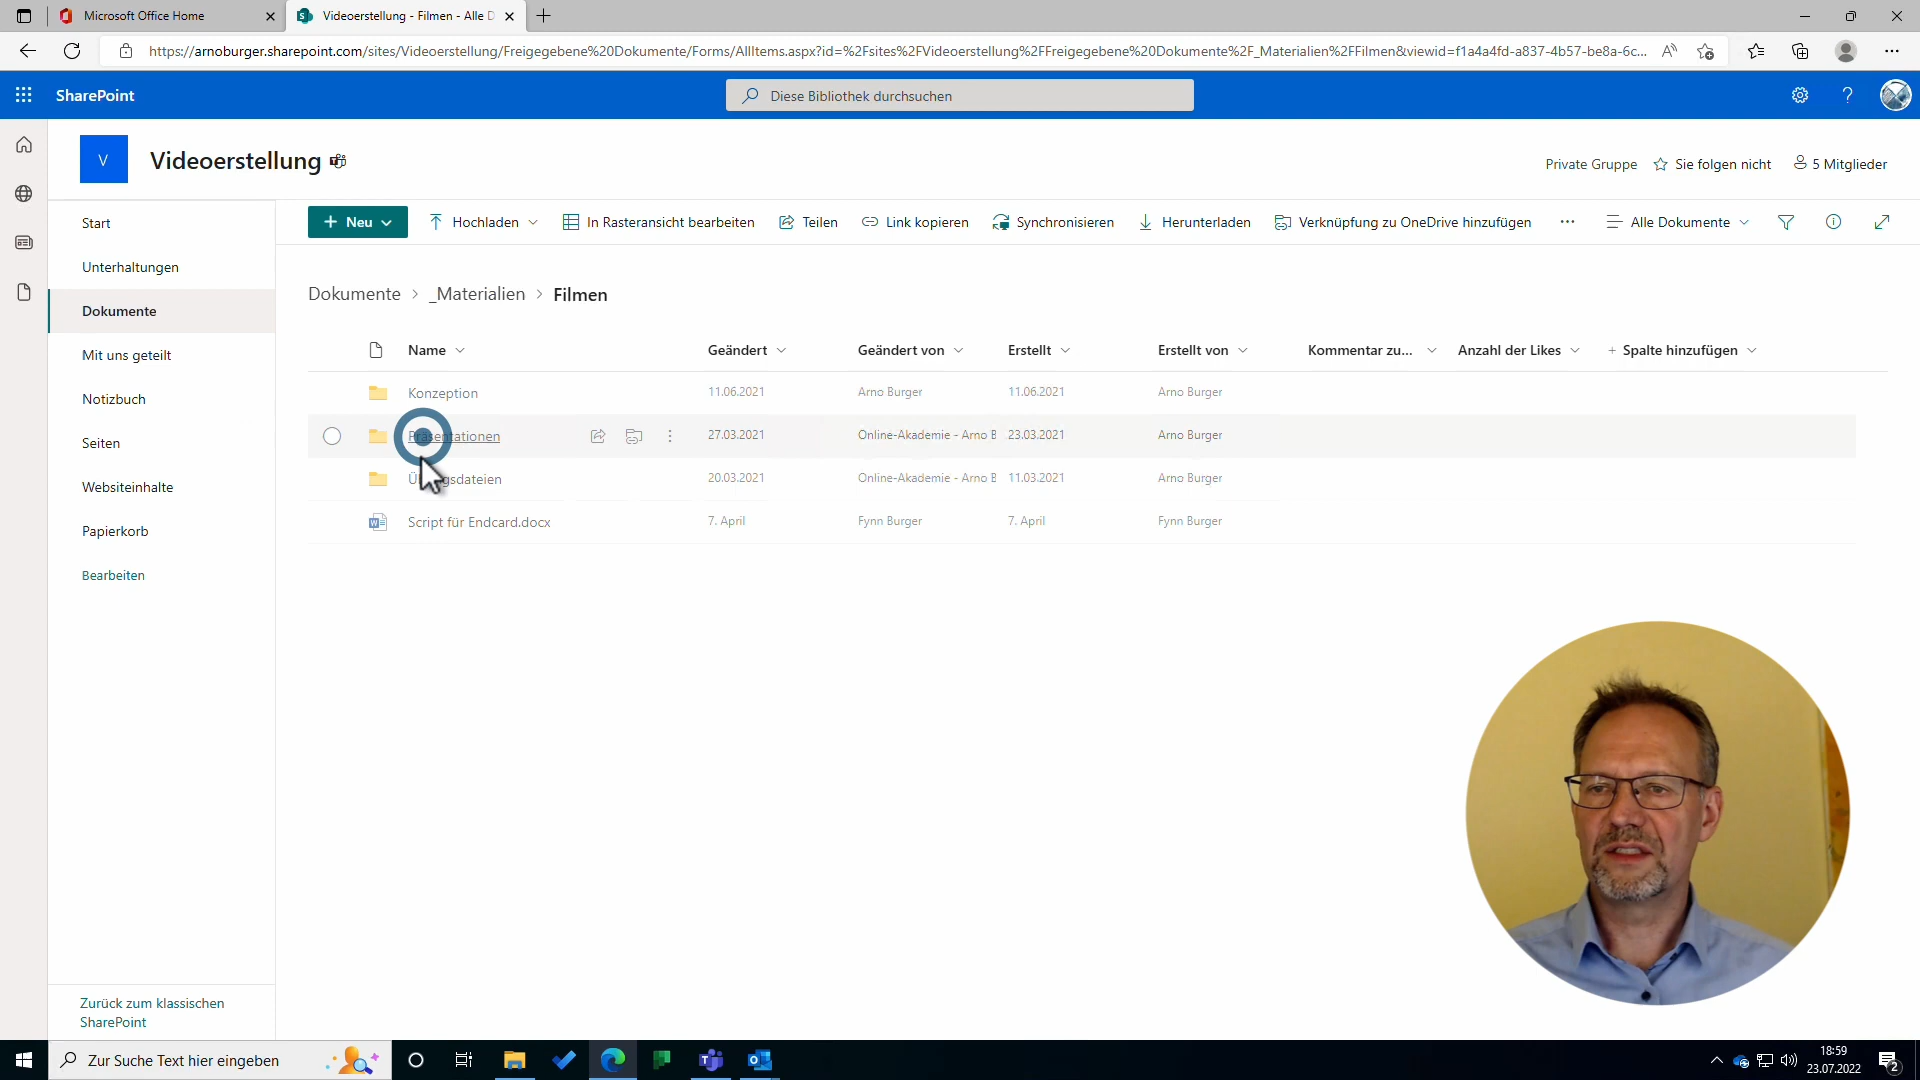 Microsoft Office Home
Videoerstellung - Filmen - Alle D
https://arnoburger.sharepoint.com/sites/Videoerstellung/Freigegebene%20Dokumente/Forms/AllItems.aspx?id=%2Fsites%2FVideoerstellung%2FFreigegebene%20Dokumente%2F_Materialien%2FFilmen&viewid=f1a4a4fd-a837-4b57-be8a-6c...
SharePoint
Diese Bibliothek durchsuchen
V
Videoerstellung
Private Gruppe
Sie folgen nicht
5 Mitglieder
Start
Unterhaltungen
Dokumente
Mit uns geteilt
Notizbuch
Seiten
Websiteinhalte
Papierkorb
Bearbeiten
Zurück zum klassischen
SharePoint
+ Neu
Hochladen
In Rasteransicht bearbeiten
Teilen
Link kopieren
Synchronisieren
Herunterladen
Verknüpfung zu OneDrive hinzufügen
...
Alle Dokumente
Dokumente > _Materialien > Filmen
Name
Geändert
Geändert von
Erstellt
Erstellt von
Kommentar zu...
Anzahl der Likes
+ Spalte hinzufügen
Konzeption 11.06.2021 Arno Burger 11.06.2021 Arno Burger
Präsentationen 27.03.2021 Online-Akademie - Arno B 23.03.2021 Arno Burger
20.03.2021 Online-Akademie - Arno B 11.03.2021 Arno Burger
Script für Endcard.docx 7. April Fynn Burger 7. April Fynn Burger
Zur Suche Text hier eingeben
18:59
23.07.2022
2